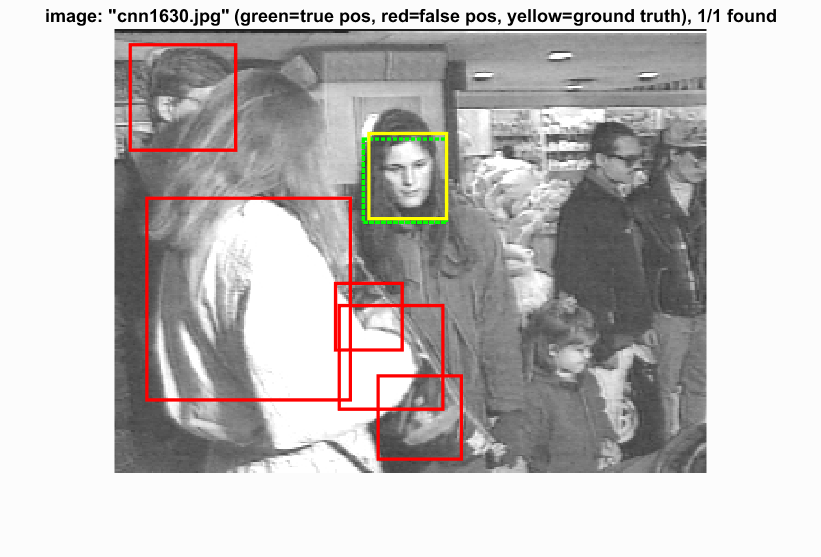 image: "cnn1630.jpg" (green=true pos, red=false pos, yellow=ground truth), 1/1 found